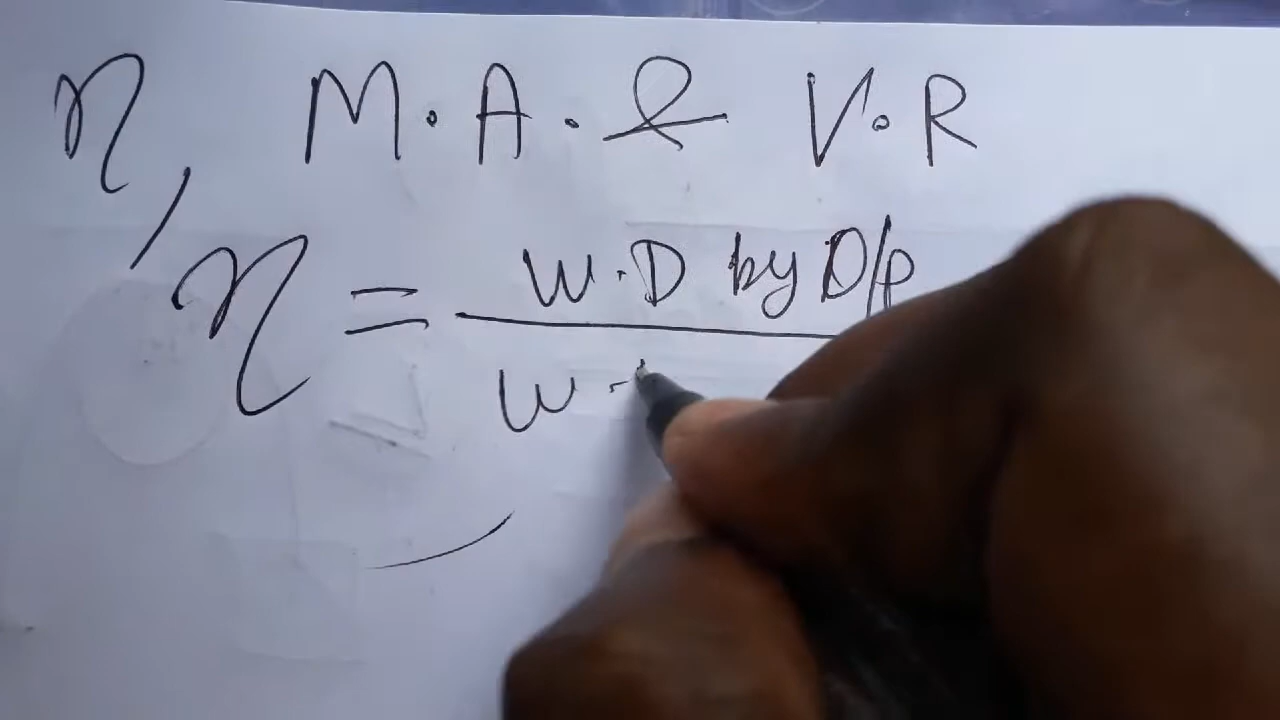 η, M.A. & V.R
η = W.D by O/P
W.